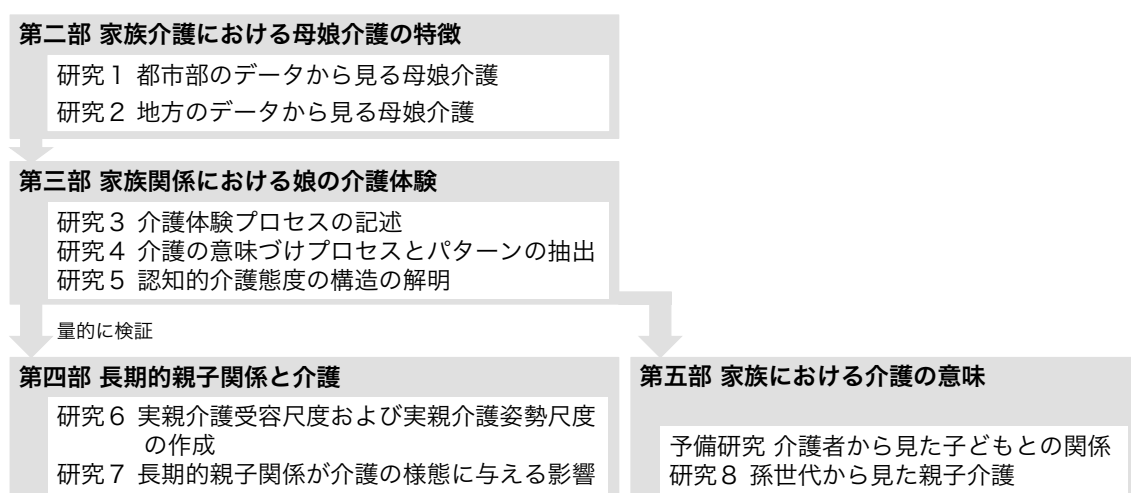 第二部 家族介護における母娘介護の特徴
研究１ 都市部のデータから見る母娘介護
研究２ 地方のデータから見る母娘介護
第三部 家族関係における娘の介護体験
研究３ 介護体験プロセスの記述
研究４ 介護の意味づけプロセスとパターンの抽出
研究５ 認知的介護態度の構造の解明
量的に検証
第四部 長期的親子関係と介護
研究６ 実親介護受容尺度および実親介護姿勢尺度
の作成
研究７ 長期的親子関係が介護の様態に与える影響
第五部 家族における介護の意味
予備研究 介護者から見た子どもとの関係
研究８ 孫世代から見た親子介護